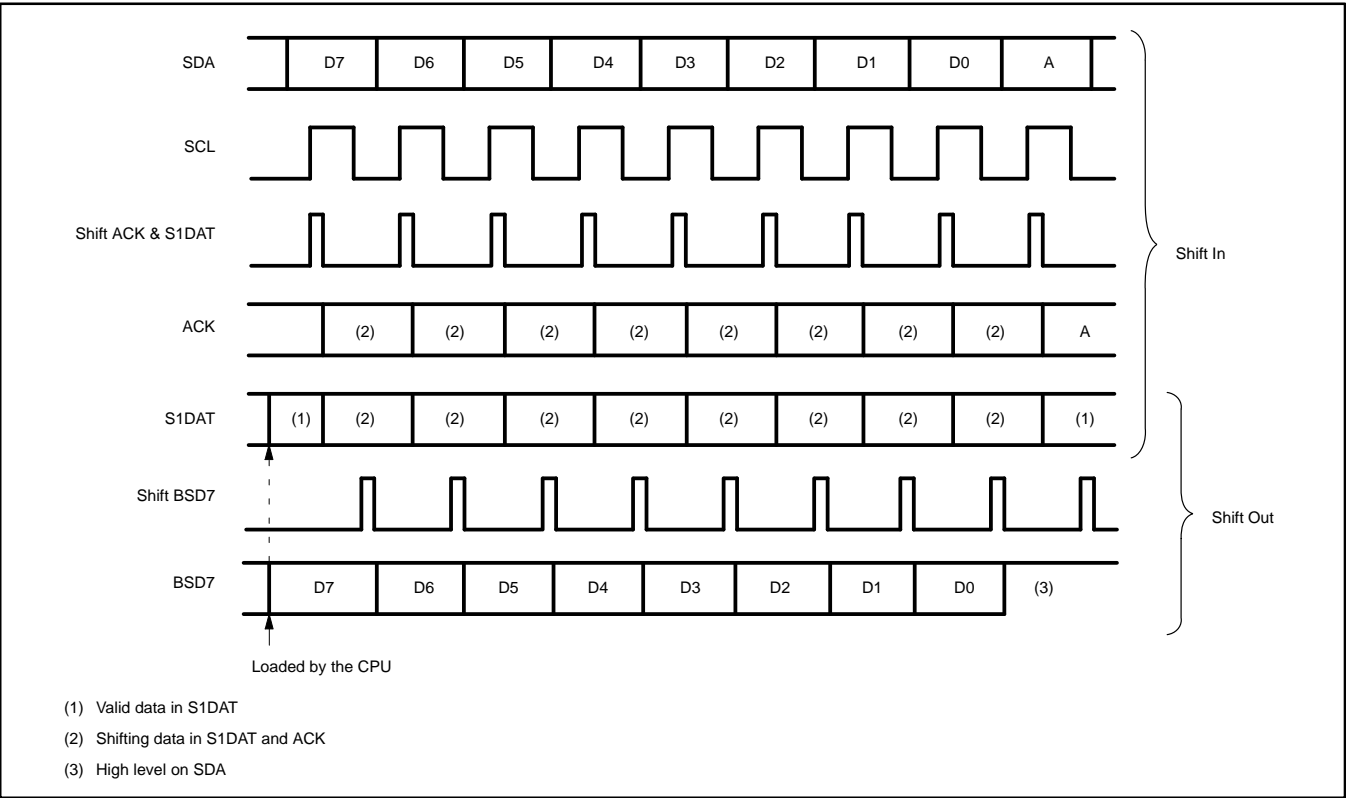 SDA D7 D6 D5 D4 D3 D2 D1 D0 A
SCL
Shift ACK & S1DAT
Shift In
ACK (2) (2) (2) (2) (2) (2) (2) (2) A
S1DAT (1) (2) (2) (2) (2) (2) (2) (2) (2) (1)
Shift BSD7
Shift Out
BSD7 D7 D6 D5 D4 D3 D2 D1 D0 (3)
Loaded by the CPU
(1) Valid data in S1DAT
(2) Shifting data in S1DAT and ACK
(3) High level on SDA